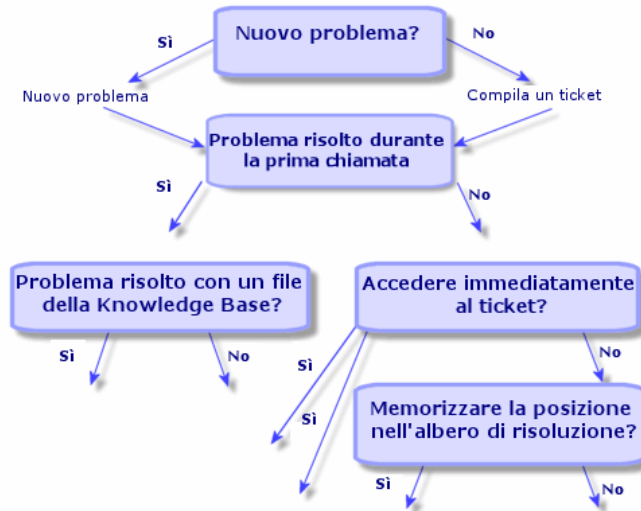 Nuovo problema?
Sì
No
Nuovo problema
Compila un ticket
Problema risolto durante
la prima chiamata
Sì
No
Problema risolto con un file
della Knowledge Base?
Accedere immediatamente
al ticket?
Sì
No
Sì
Sì
No
Memorizzare la posizione
nell'albero di risoluzione?
Sì
No